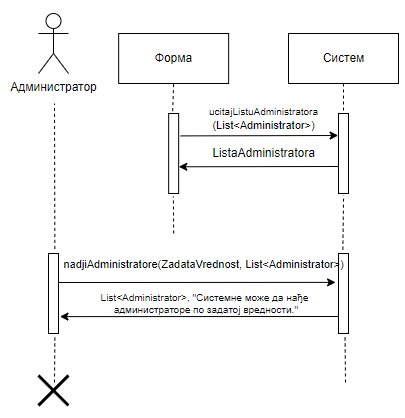 Администратор
Форма
Систем
ucitajListuAdministratora
(List<Administrator>)
ListaAdministratora
nadjiAdministratore(ZadataVrednost, List<Administrator>)
List<Administrator>, "Системне може да нађе
администраторе по задатој вредности."